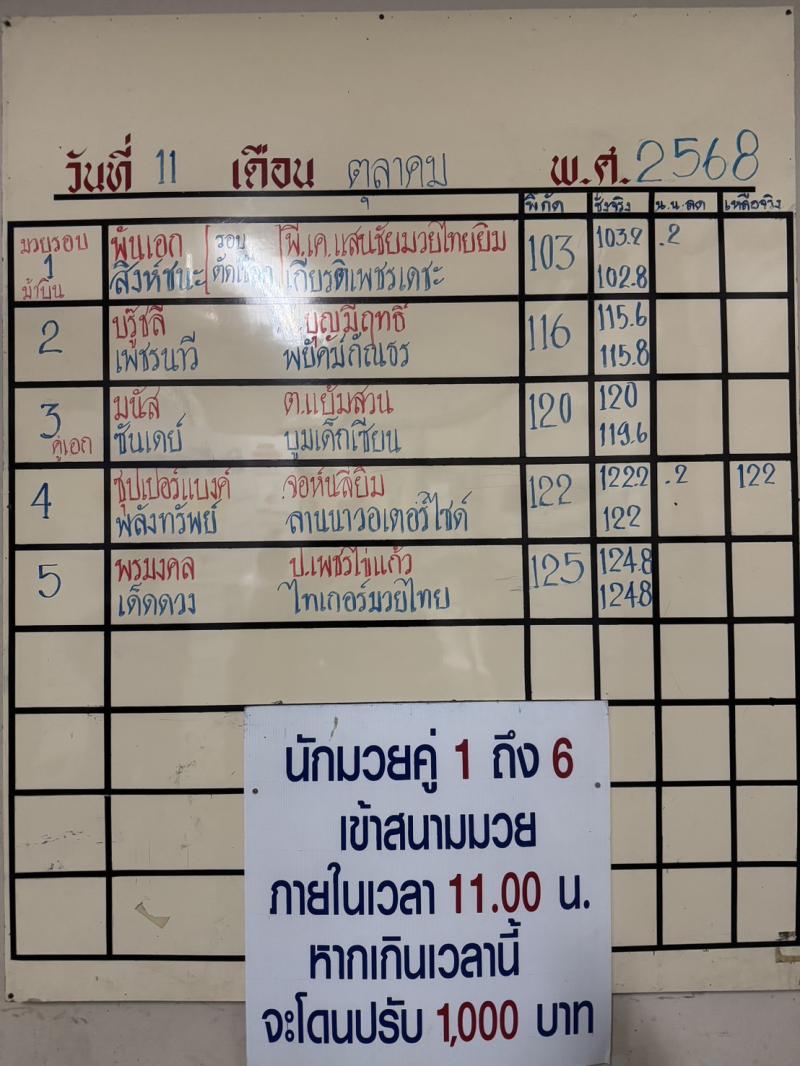 วันที่ 11 เดือน ตุลาคม พ.ศ. 2568
พิกัด ชั่งจริง น.น.ลด เหลือจริง
มวยรอบ พันเอก รอบ พี.เค.แสนชัยมวยไทยยิม 103 103.2 .2
1 สิงห์ชนะ เกียรติเพชรเดชะ 102.8
ม้าบิน
2 บรู๊ซลี บุญมีฤทธิ์ 116 115.6
เพชรนาวี พยัคฆ์กัณธร 115.8
3 มนัส ต.แย้มสวน 120 120
คู่เอก ซันเดย์ บูมเด็กเซียน 119.6
4 ซุปเปอร์แบงค์ จอห์นลียิม 122 122.2 .2 122
พลังทรัพย์ ลานนาวอเตอร์ไซด์ 122
5 พรมงคล ป.เพชรไข่แก้ว 125 124.8
เด็ดดวง ไทเกอร์มวยไทย 124.8
นักมวยคู่ 1 ถึง 6
เข้าสนามมวย
ภายในเวลา 11.00 น.
หากเกินเวลานี้
จะโดนปรับ 1,000 บาท